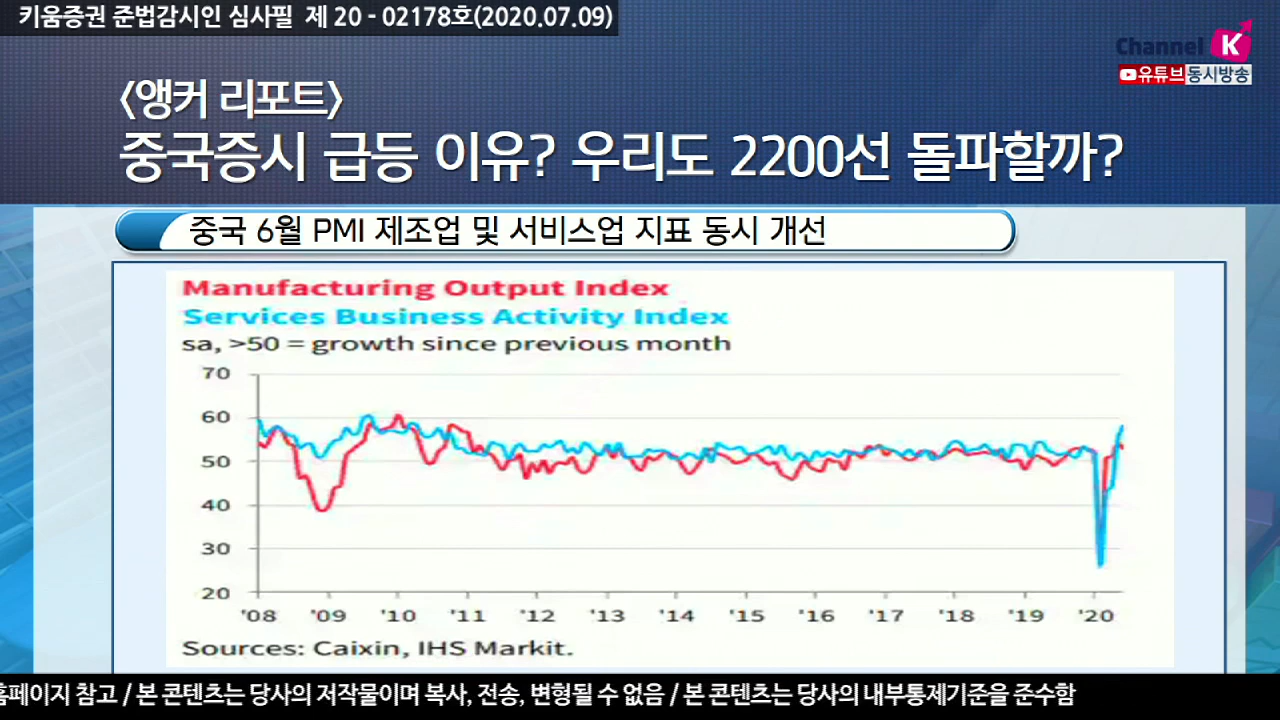 키움증권 준법감시인 심사필 제 20 - 02178호(2020.07.09)
Channel K
유튜브 동시방송
<앵커 리포트>
중국증시 급등 이유? 우리도 2200선 돌파할까?
중국 6월 PMI 제조업 및 서비스업 지표 동시 개선
Manufacturing Output Index
Services Business Activity Index
sa, >50 = growth since previous month
70
60
50
40
30
20
'08 '09 '10 '11 '12 '13 '14 '15 '16 '17 '18 '19 '20
Sources: Caixin, IHS Markit.
홈페이지 참고 / 본 콘텐츠는 당사의 저작물이며 복사, 전송, 변형될 수 없음 / 본 콘텐츠는 당사의 내부통제기준을 준수함